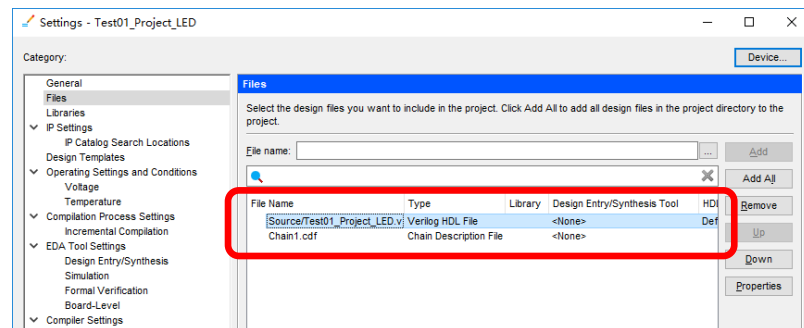 Settings - Test01_Project_LED
Category:
Device...
General
Files
Libraries
IP Settings
IP Catalog Search Locations
Design Templates
Operating Settings and Conditions
Voltage
Temperature
Compilation Process Settings
Incremental Compilation
EDA Tool Settings
Design Entry/Synthesis
Simulation
Formal Verification
Board-Level
Compiler Settings
Files
Select the design files you want to include in the project. Click Add All to add all design files in the project directory to the
project.
File name:
...
Add
Add All
Remove
Up
Down
Properties
File Name Type Library Design Entry/Synthesis Tool HDL
Source/Test01_Project_LED.v Verilog HDL File <None> Def
Chain1.cdf Chain Description File <None>